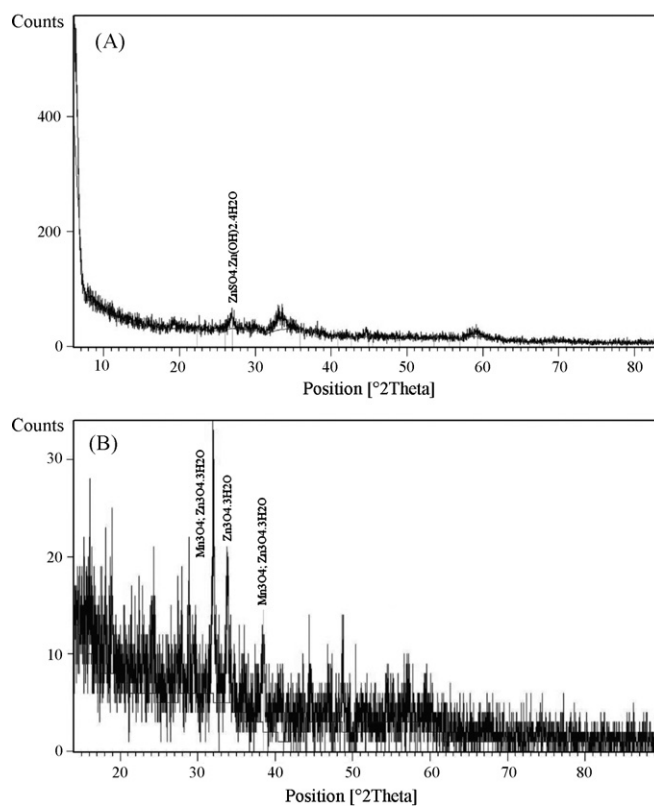 Counts
(A)
400
ZnSO4.Zn(OH)2.4H2O
200
0
10 20 30 40 50 60 70 80
Position [°2Theta]
Counts
(B)
30
Mn3O4; Zn3O4.3H2O
Zn3O4.3H2O
Mn3O4; Zn3O4.3H2O
20
10
5
0
20 30 40 50 60 70 80
Position [°2Theta]